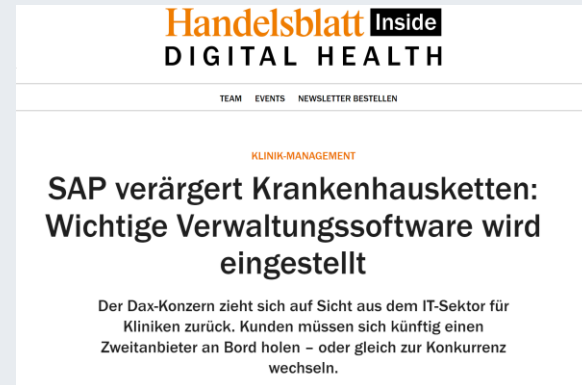 Handelsblatt Inside
DIGITAL HEALTH
TEAM EVENTS NEWSLETTER BESTELLEN
KLINIK-MANAGEMENT
SAP verärgert Krankenhausketten:
Wichtige Verwaltungssoftware wird
eingestellt
Der Dax-Konzern zieht sich auf Sicht aus dem IT-Sektor für
Kliniken zurück. Kunden müssen sich künftig einen
Zweitanbieter an Bord holen – oder gleich zur Konkurrenz
wechseln.